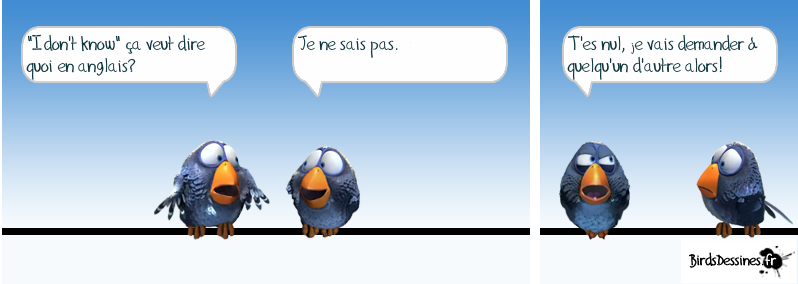 "I don't know" ça veut dire
quoi en anglais?
Je ne sais pas.
T'es nul, je vais demander à
quelqu'un d'autre alors!
BirdsDessines.fr